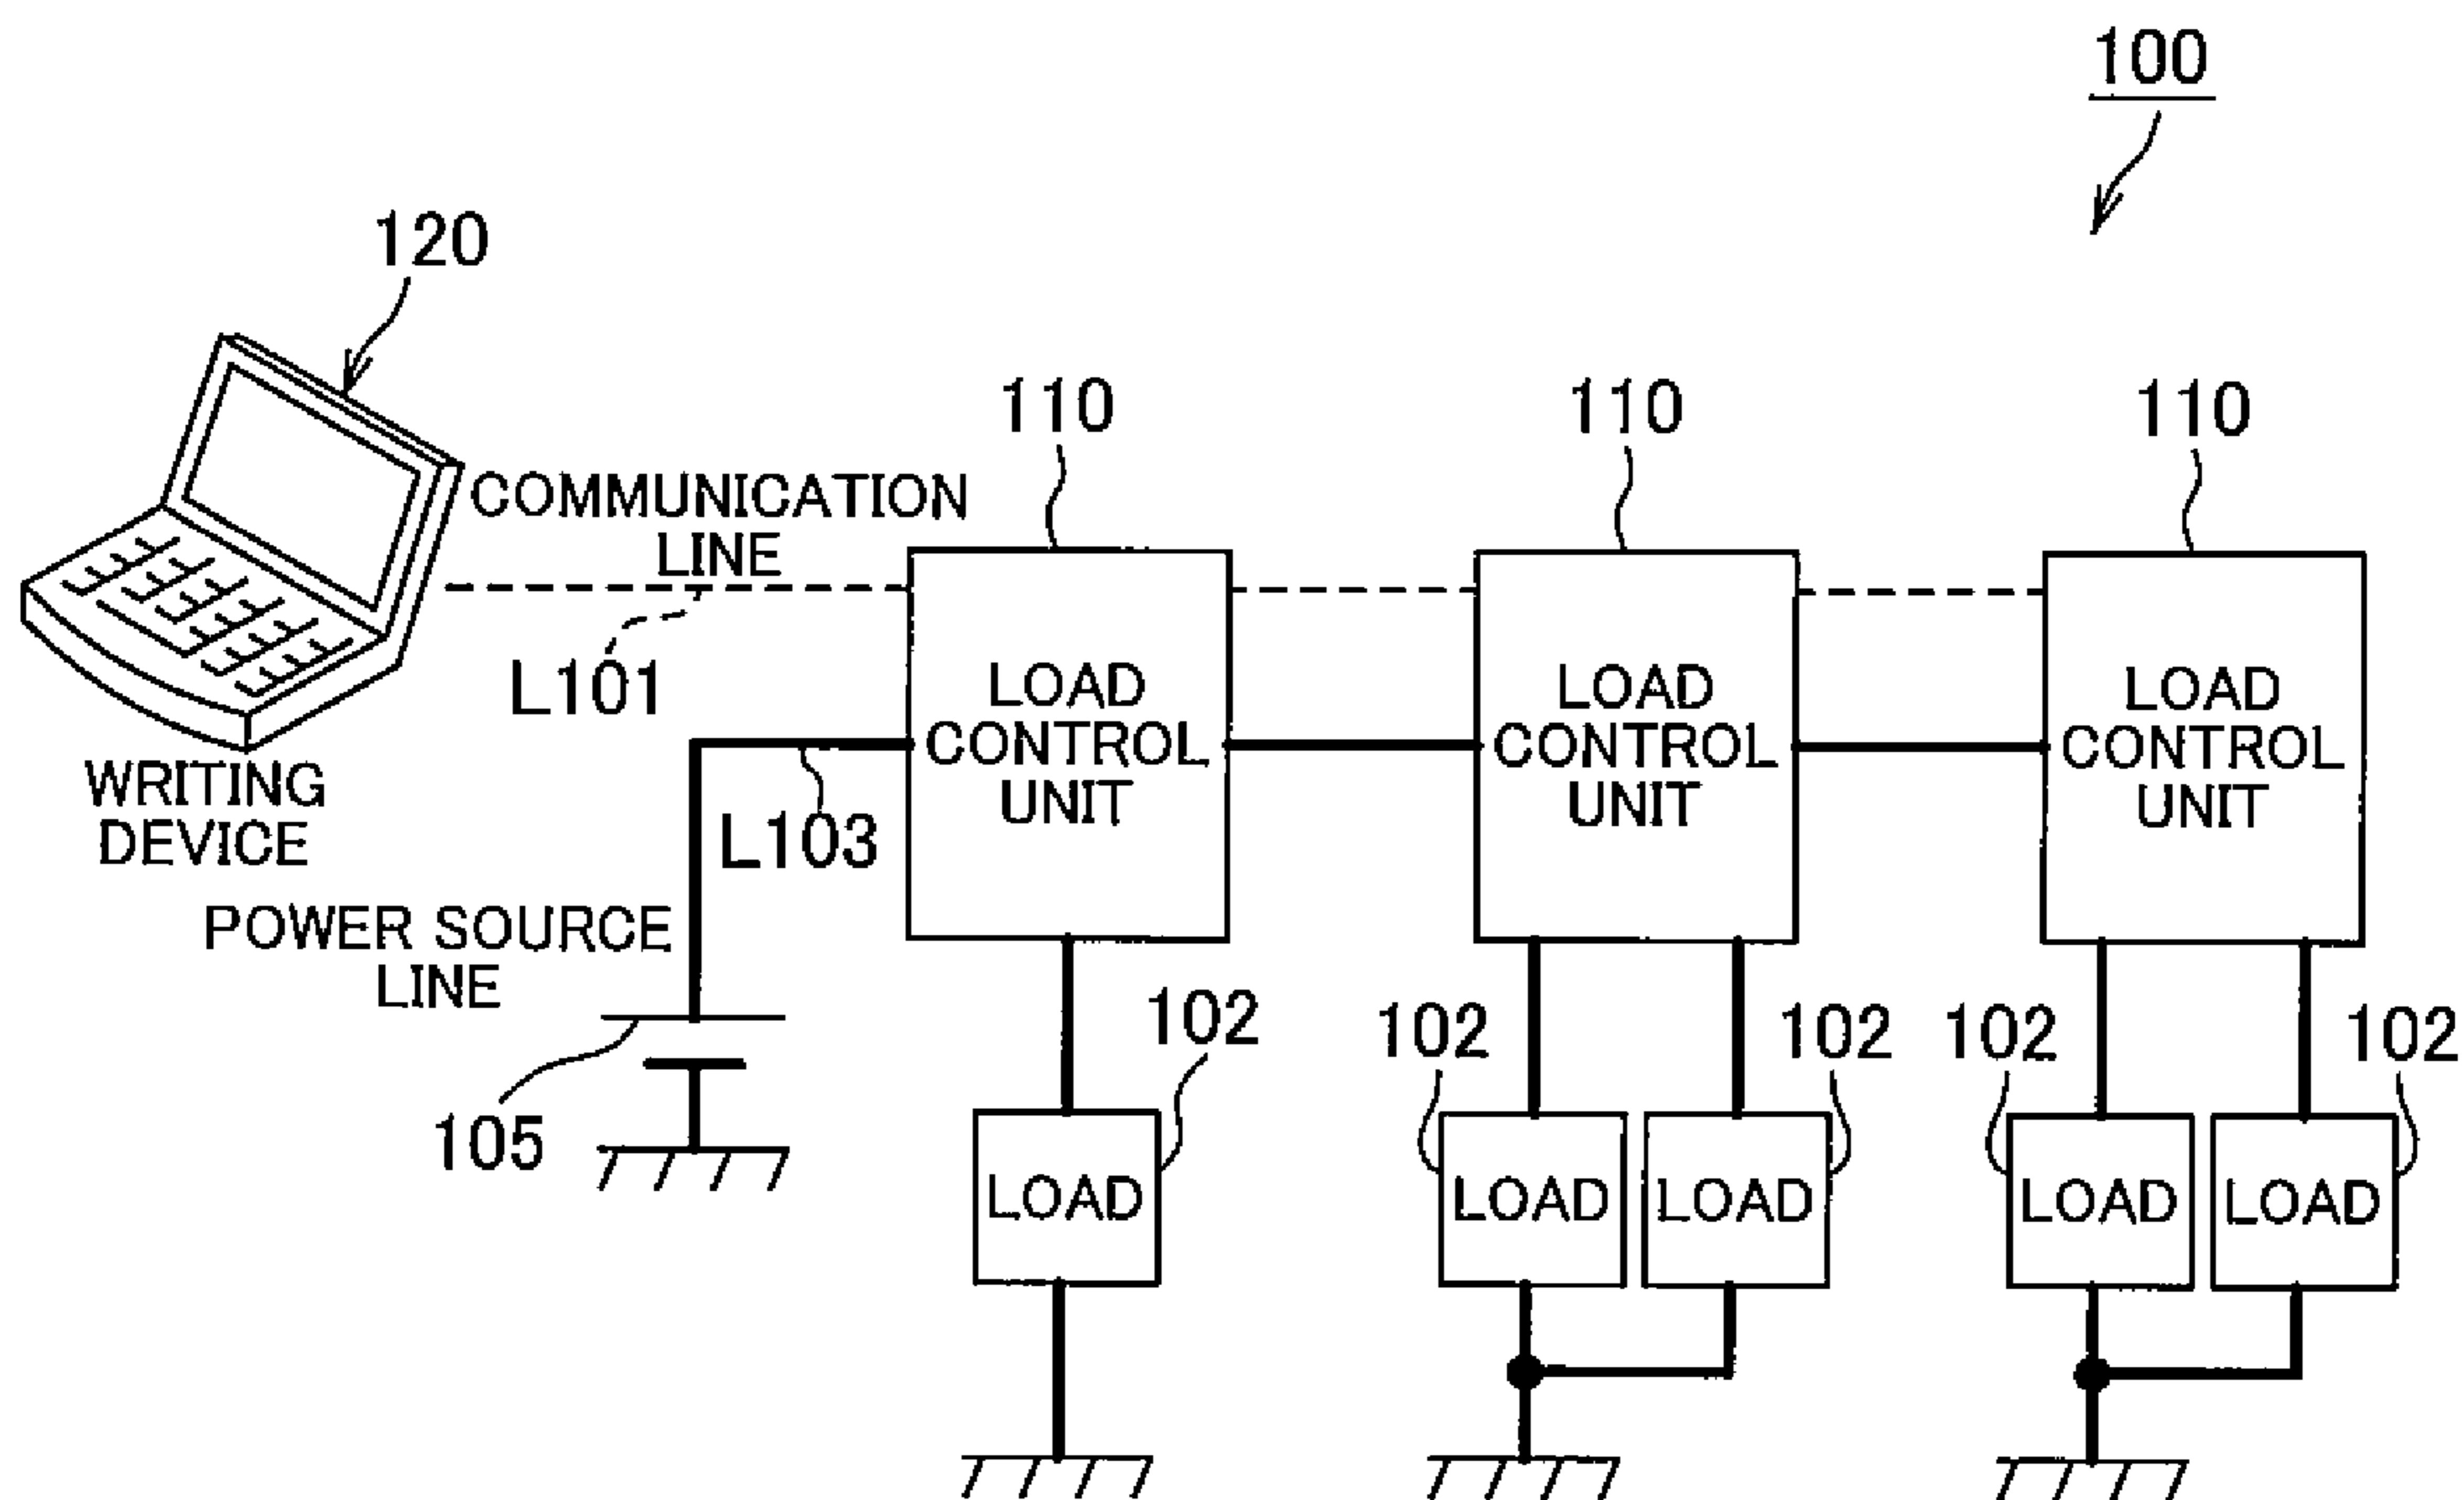 100
120
110
110
110
COMMUNICATION
LINE
L101
LOAD
CONTROL
UNIT
LOAD
CONTROL
UNIT
LOAD
CONTROL
UNIT
WRITING
DEVICE
L103
POWER SOURCE
LINE
105
102
102
102
102
102
LOAD
LOAD
LOAD
LOAD
LOAD